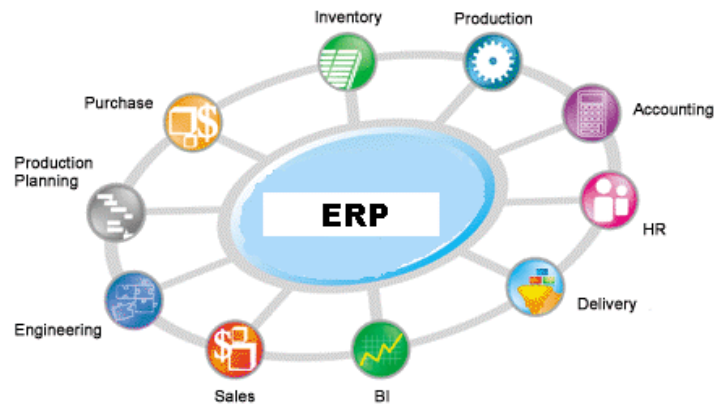 Inventory
Production
Purchase
Accounting
Production
Planning
ERP
HR
Delivery
Engineering
Sales
BI